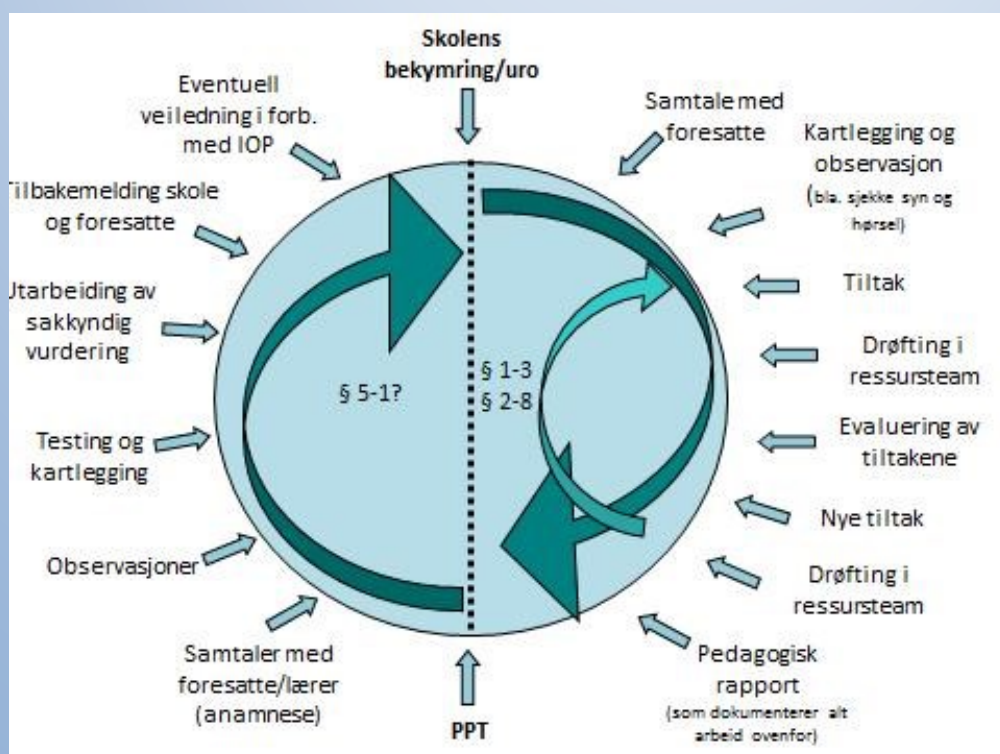 Skolens
bekymring/uro
Samtale med
foresatte
Kartlegging og
observasjon
(bla. sjekke syn og
hørsel)
Tiltak
Drøfting i
ressursteam
Evaluering av
tiltakene
Nye tiltak
Drøfting i
ressursteam
Pedagogisk
rapport
(som dokumenterer alt
arbeid ovenfor)
PPT
Samtaler med
foresatte/lærer
(anamnese)
Observasjoner
Testing og
kartlegging
Utarbeiding av
sakkyndig
vurdering
Tilbakemelding skole
og foresatte
Eventuell
veiledning i forb.
med IOP
§ 5-1?
§ 1-3
§ 2-8